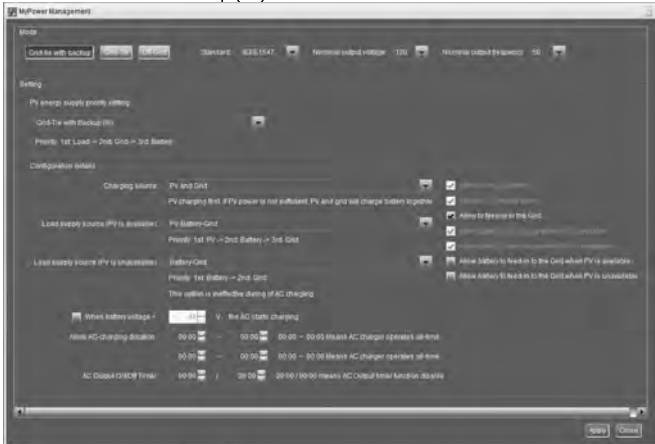 MyPower Management
Mode
Grid-tie with backup Grid-Tie Off-Grid Standard: IEEE1547 Nominal output voltage: 120 Nominal output frequency: 50
Setting
PV energy supply priority setting
Grid-Tie with Backup (III)
Priority: 1st. Load -> 2nd. Grid -> 3rd. Battery
Configuration details
Charging source: PV and Grid
PV charging first. If PV power is not sufficient, PV and grid will charge battery together.
Allow to feed-in to the Grid
Load supply source (PV is available): PV-Battery-Grid
Priority: 1st. PV -> 2nd. Battery -> 3rd. Grid
Load supply source (PV is unavailable): Battery-Grid
Allow battery to feed-in to the Grid when PV is available
Priority: 1st. Battery -> 2nd. Grid
Allow battery to feed-in to the Grid when PV is unavailable
This option is ineffective during of AC charging
When battery voltage < V, the AC starts charging
Allow AC charging duration: 00:00 ~ 00:00 00:00 ~ 00:00 Means AC charger operates all-time
00:00 ~ 00:00 00:00 ~ 00:00 Means AC charger operates all-time
AC Output ON/Off Timer: 00:00 / 00:00 00:00 / 00:00 means AC Output timer function disable
Apply Close